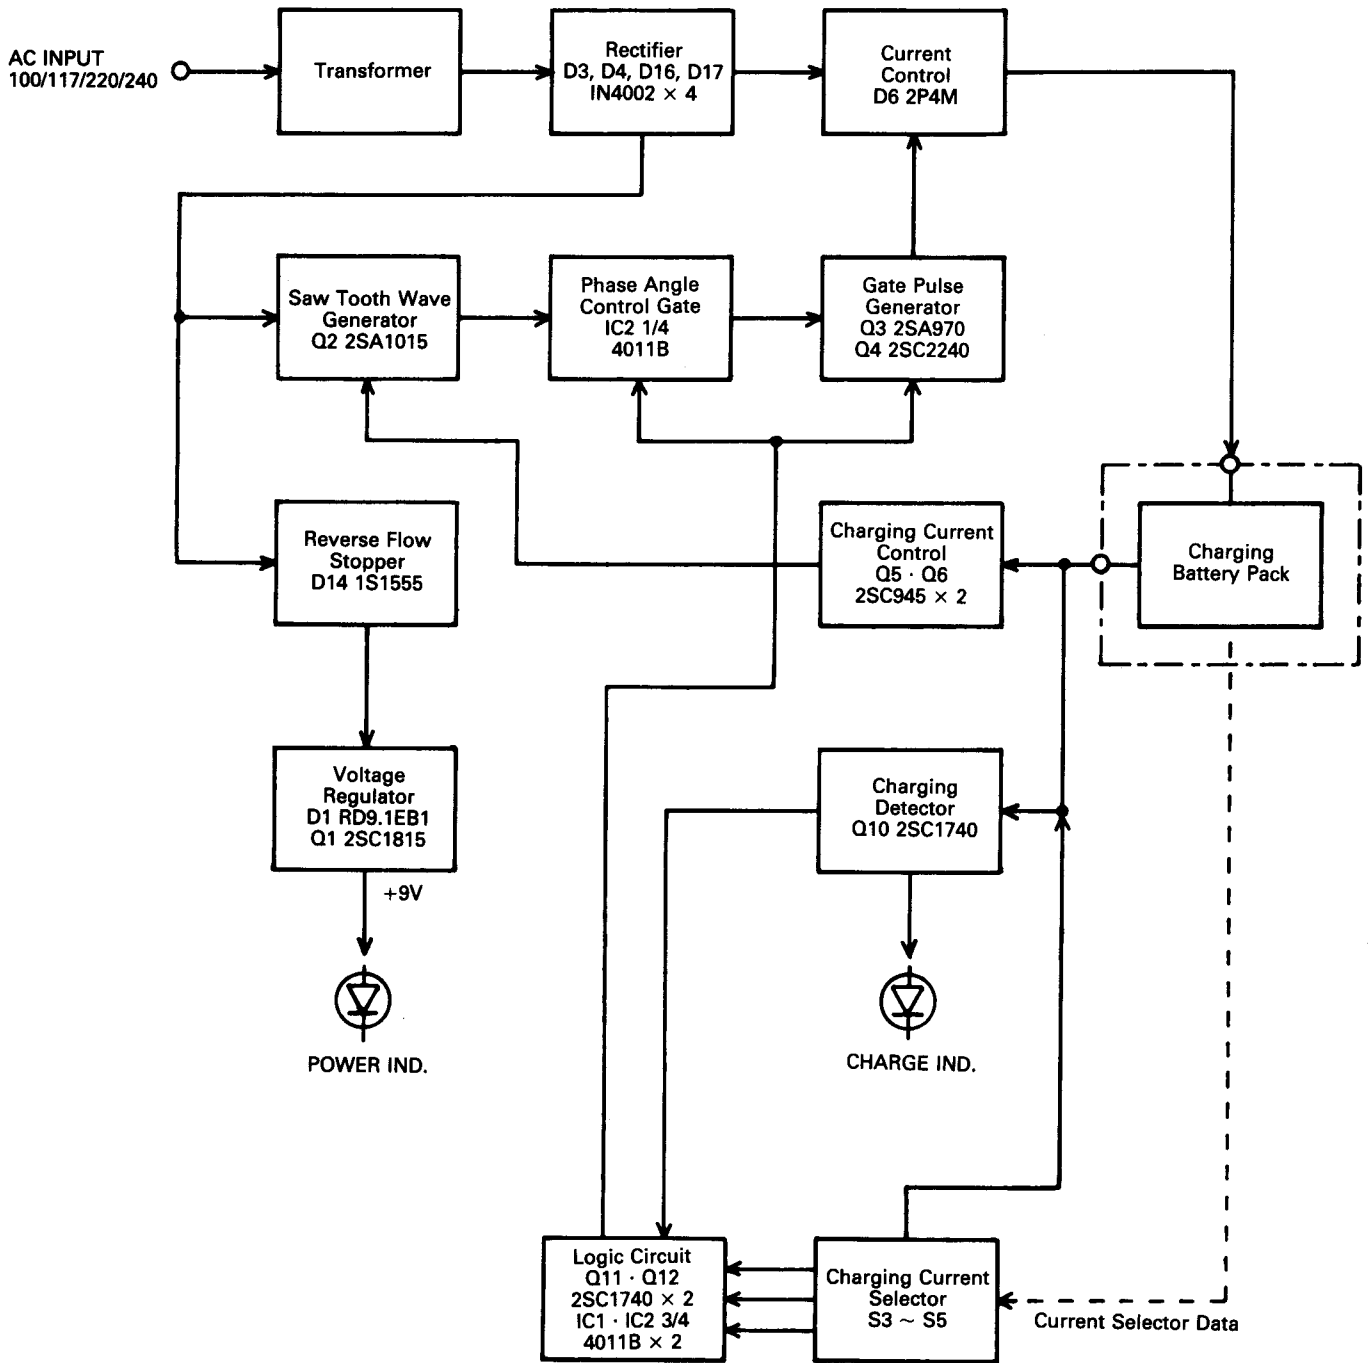 AC INPUT
100/117/220/240
Transformer
Rectifier
D3, D4, D16, D17
IN4002 × 4
Current
Control
D6 2P4M
Saw Tooth Wave
Generator
Q2 2SA1015
Phase Angle
Control Gate
IC2 1/4
4011B
Gate Pulse
Generator
Q3 2SA970
Q4 2SC2240
Reverse Flow
Stopper
D14 1S1555
Charging Current
Control
Q5 · Q6
2SC945 × 2
Charging
Battery Pack
Voltage
Regulator
D1 RD9.1EB1
Q1 2SC1815
+9V
Charging
Detector
Q10 2SC1740
POWER IND.
CHARGE IND.
Logic Circuit
Q11 · Q12
2SC1740 × 2
IC1 · IC2 3/4
4011B × 2
Charging Current
Selector
S3 ~ S5
Current Selector Data